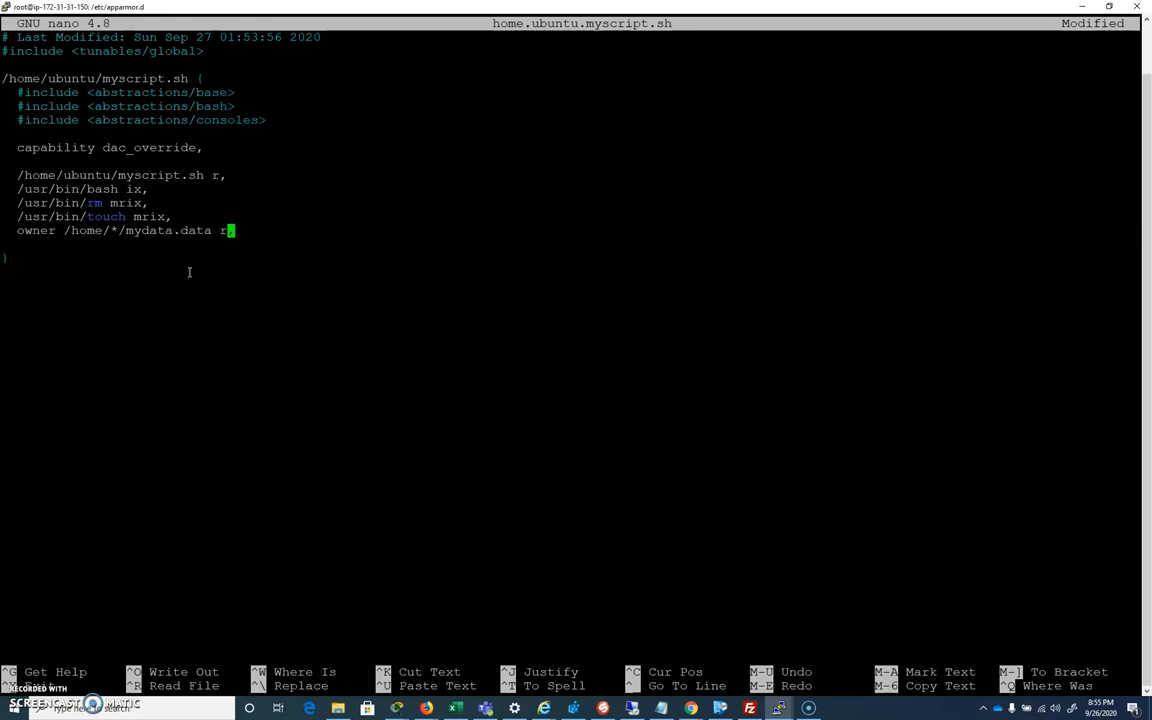 root@ip-172-31-31-150: /etc/apparmor.d
GNU nano 4.8 home.ubuntu.myscript.sh Modified
# Last Modified: Sun Sep 27 01:53:56 2020
#include <tunables/global>
/home/ubuntu/myscript.sh {
#include <abstractions/base>
#include <abstractions/bash>
#include <abstractions/consoles>
capability dac_override,
/home/ubuntu/myscript.sh r,
/usr/bin/bash ix,
/usr/bin/rm mrix,
/usr/bin/touch mrix,
owner /home/*/mydata.data r,
}
^G Get Help ^O Write Out ^W Where Is ^K Cut Text ^J Justify ^C Cur Pos M-U Undo M-A Mark Text M-] To Bracket
^X Exit ^R Read File ^\ Replace ^U Paste Text ^T To Spell ^_ Go To Line M-E Redo M-6 Copy Text ^Q Where Was
RECORDED WITH
SCREENCAST MATIC
Type here to search
8:55 PM
9/26/2020